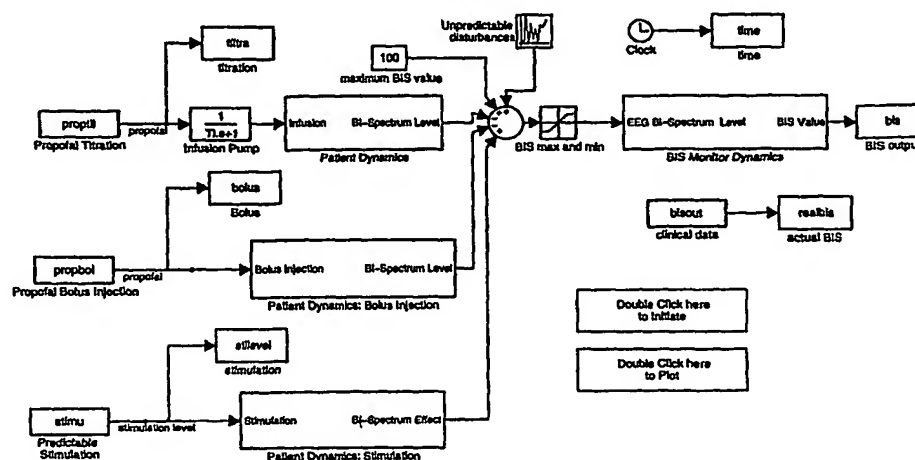 Unpredictable
disturbances
titra
titration
100
maximum BIS value
Clock
time
time
proptit
Propofal Titration
propofal
1
Ti.s+1
Infusion Pump
Infusion
Bi-Spectrum Level
Patient Dynamics
BIS max and min
EEG Bi-Spectrum Level
BIS Value
BIS Monitor Dynamics
bis
BIS output
bolus
Bolus
bisout
clinical data
realbis
actual BIS
propbol
Propofal Bolus Injection
propofal
Bolus Injection
Bi-Spectrum Level
Patient Dynamics: Bolus Injection
Double Click here
to Initiate
stilevel
stimulation
Double Click here
to Plot
stimu
Predictable
Stimulation
stimulation level
Stimulation
Bi-Spectrum Effect
Patient Dynamics: Stimulation